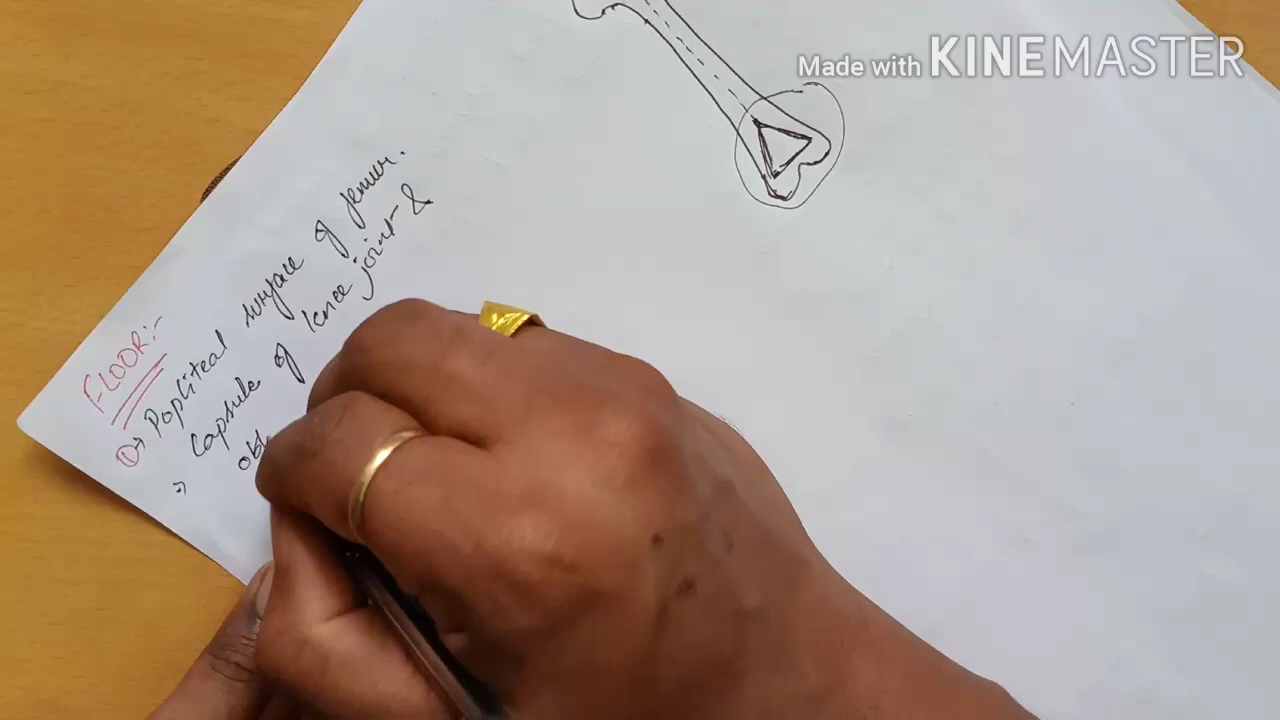 Made with KINEMASTER
FLOOR:-
① → Popliteal surface of femur.
→ Capsule of knee joint &